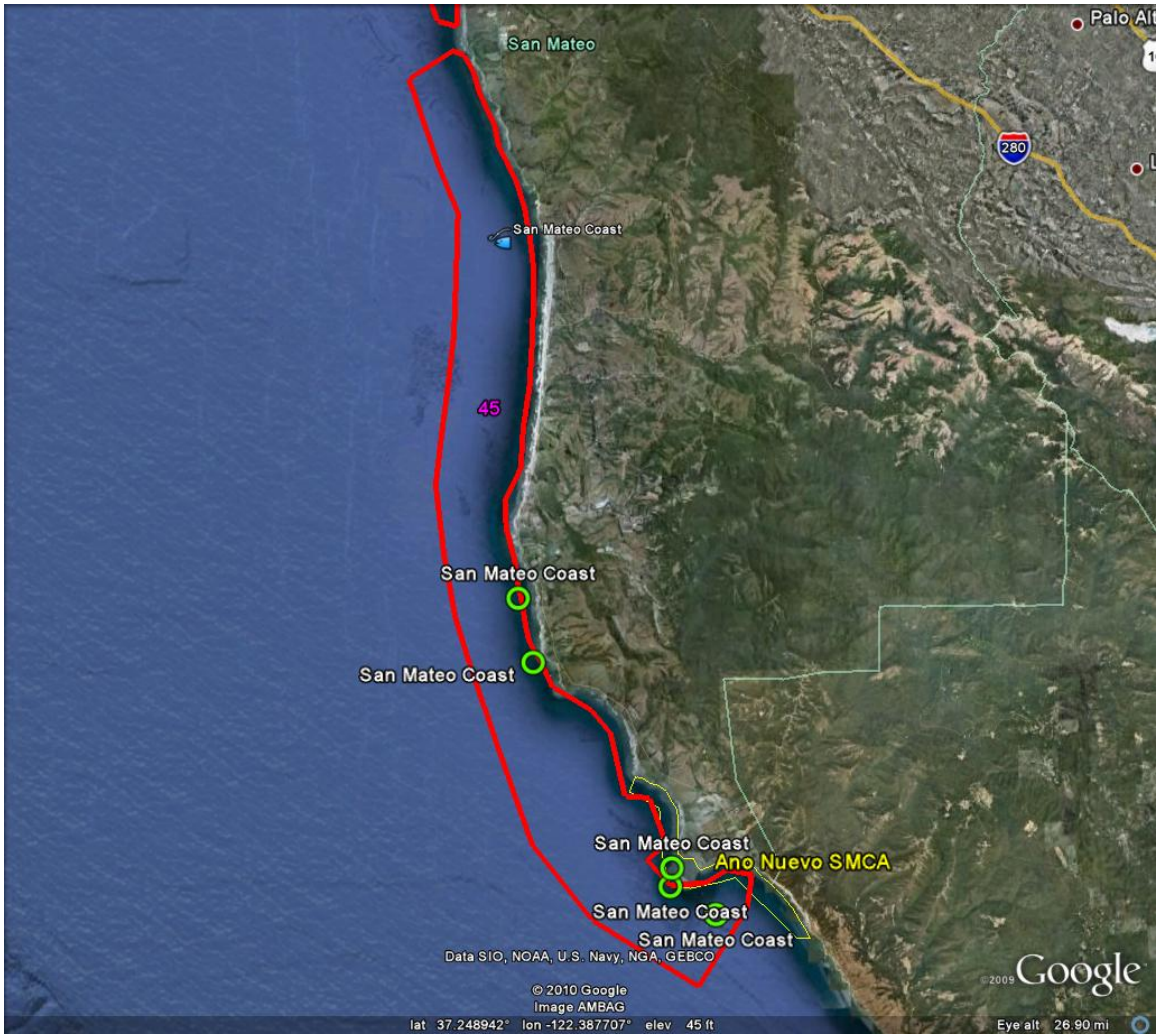 Palo Alt
San Mateo
280
San Mateo Coast
45
San Mateo Coast
San Mateo Coast
San Mateo Coast
Ano Nuevo SMCA
San Mateo Coast
San Mateo Coast
Data SIO, NOAA, U.S. Navy, NGA, GEBCO
©2009 Google
© 2010 Google
Image AMBAG
lat 37.248942° lon -122.387707° elev 45 ft
Eye alt 26.90 mi